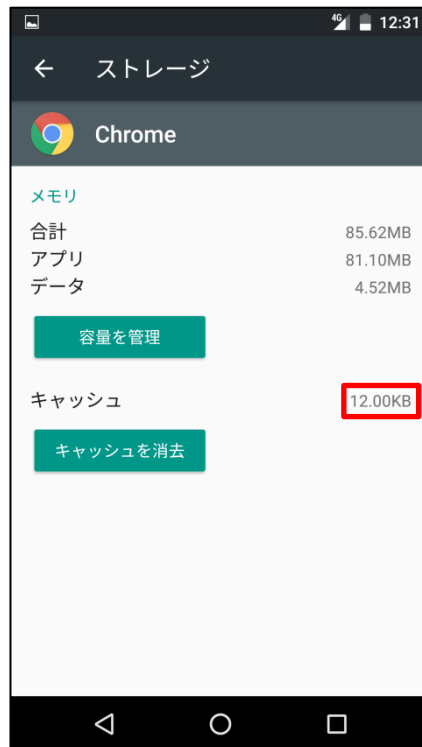 4G 12:31
ストレージ
Chrome
メモリ
合計 85.62MB
アプリ 81.10MB
データ 4.52MB
容量を管理
キャッシュ 12.00KB
キャッシュを消去